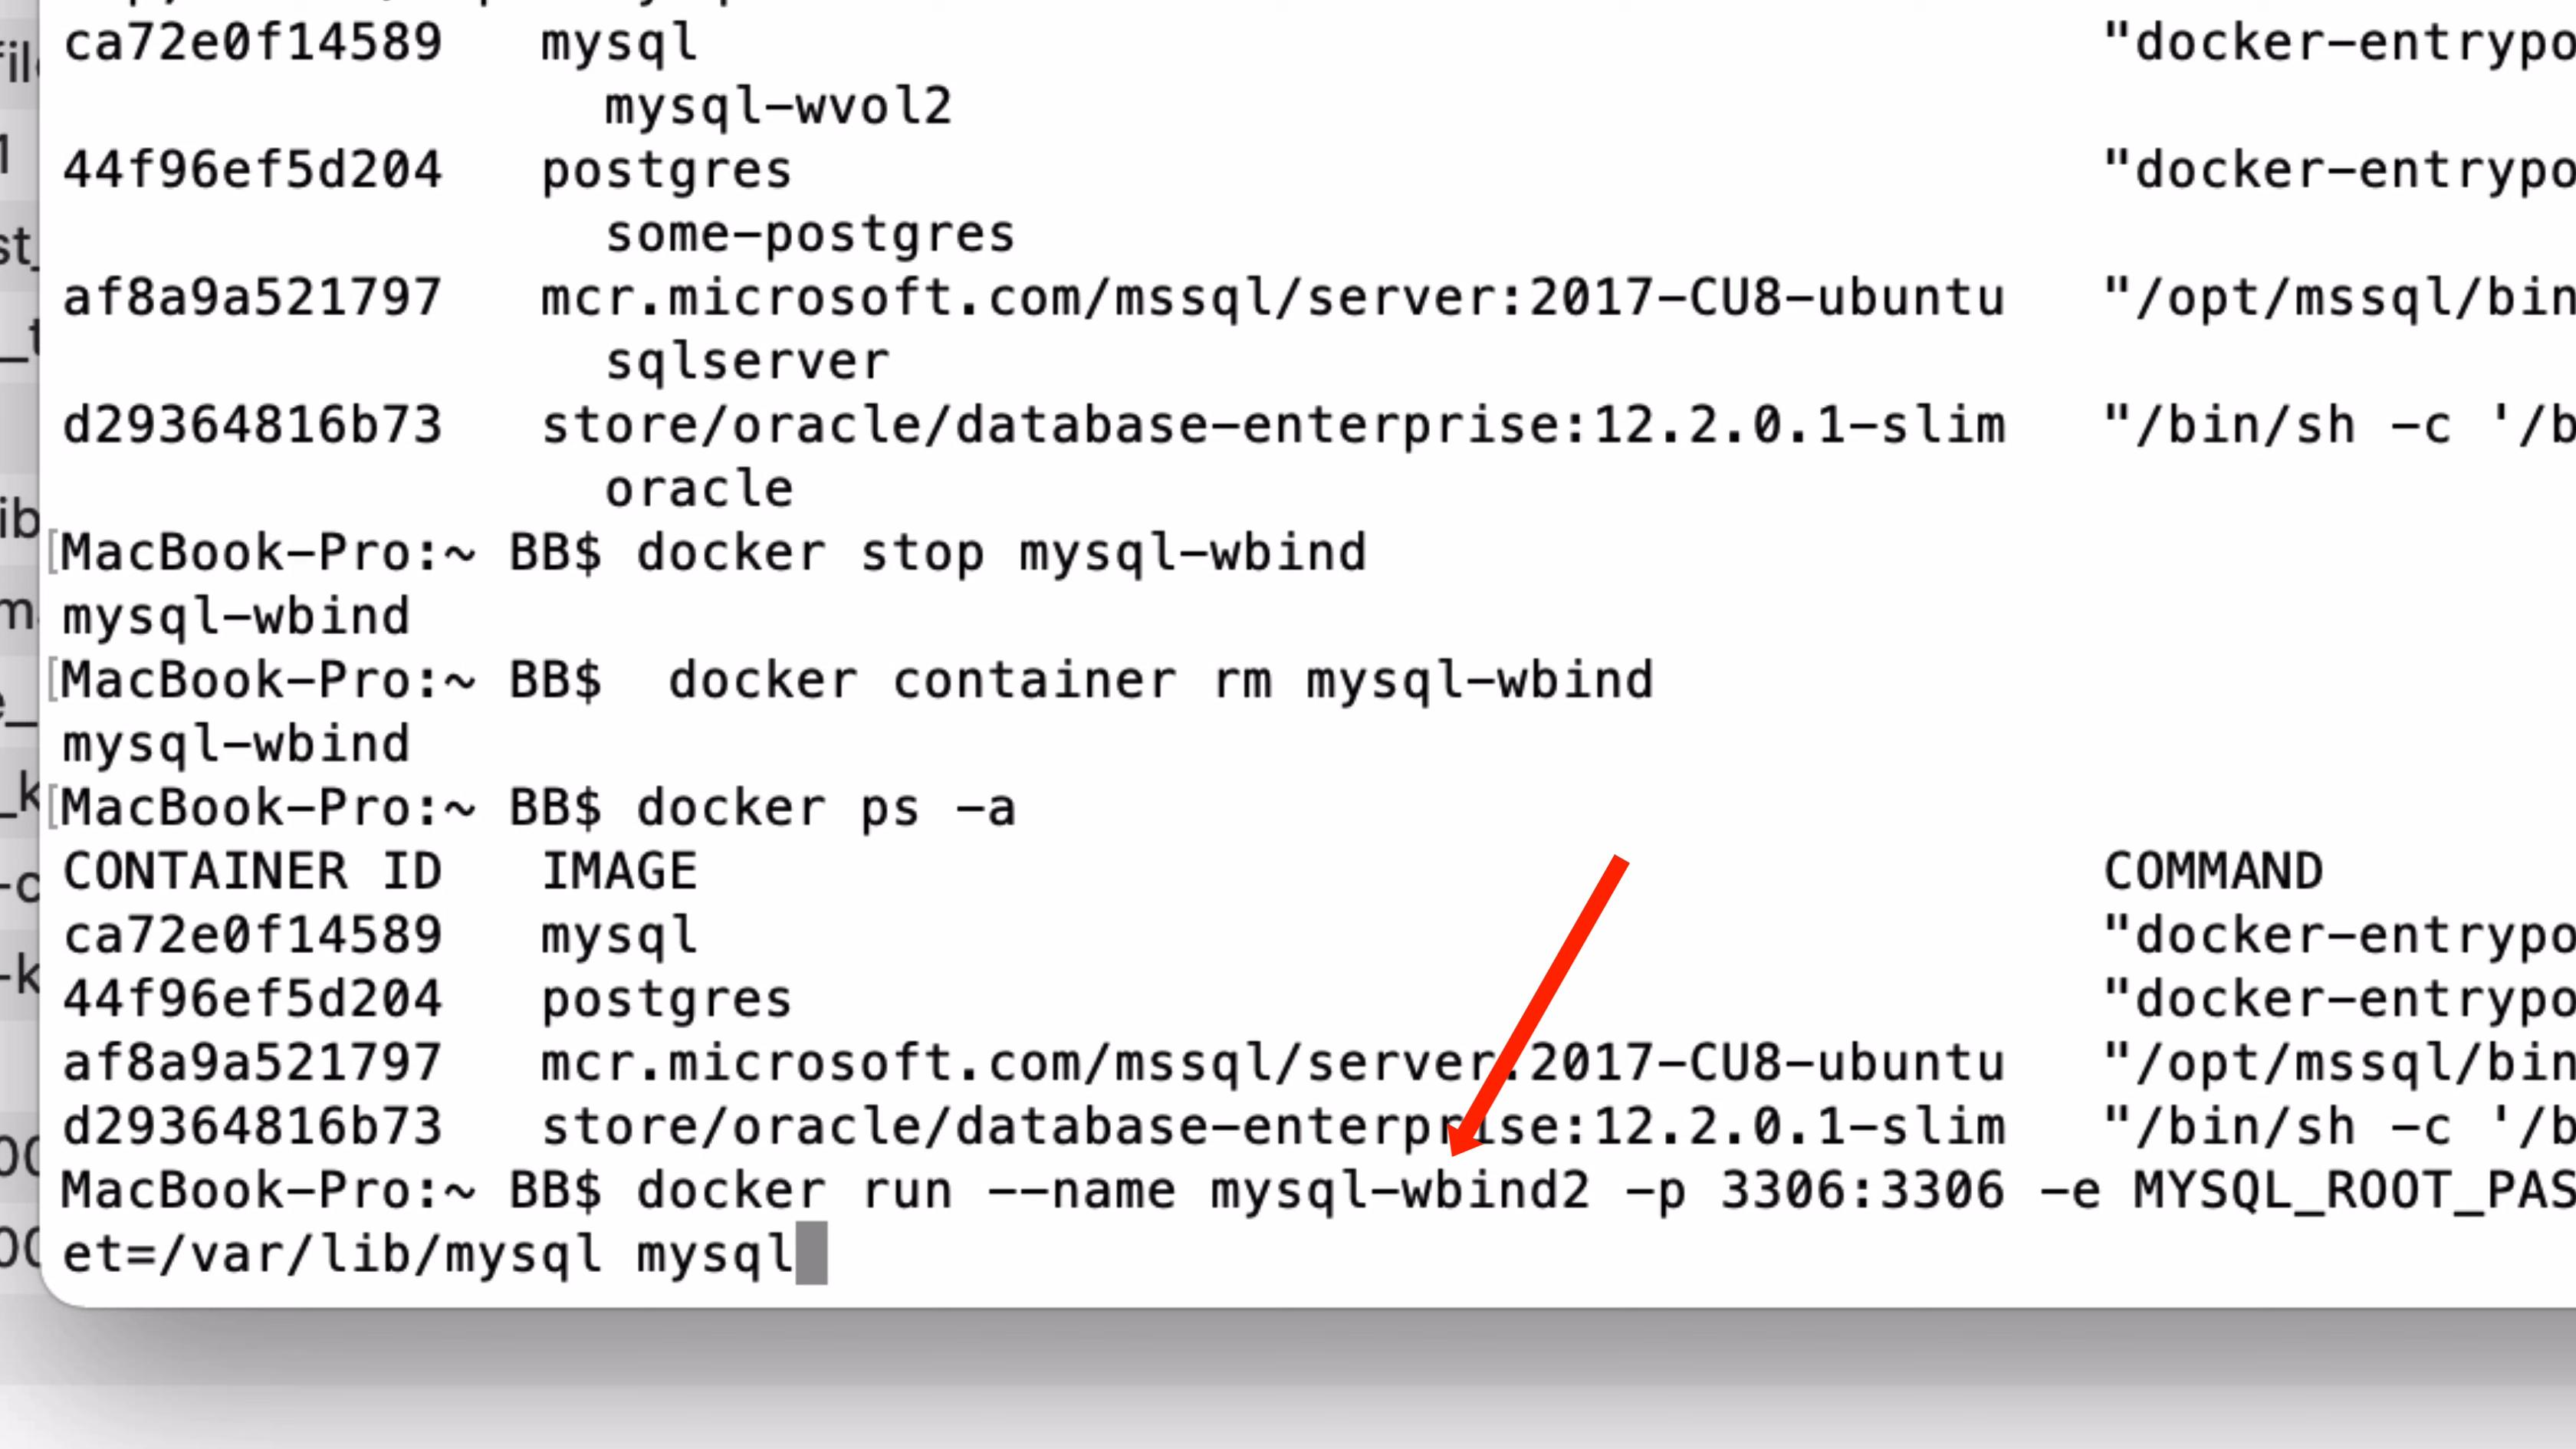 ca72e0f14589 mysql "docker-entrypo
mysql-wvol2
44f96ef5d204 postgres "docker-entrypo
some-postgres
af8a9a521797 mcr.microsoft.com/mssql/server:2017-CU8-ubuntu "/opt/mssql/bin
sqlserver
d29364816b73 store/oracle/database-enterprise:12.2.0.1-slim "/bin/sh -c '/b
oracle
[MacBook-Pro:~ BB$ docker stop mysql-wbind
mysql-wbind
[MacBook-Pro:~ BB$  docker container rm mysql-wbind
mysql-wbind
[MacBook-Pro:~ BB$ docker ps -a
CONTAINER ID IMAGE COMMAND
ca72e0f14589 mysql "docker-entrypo
44f96ef5d204 postgres "docker-entrypo
af8a9a521797 mcr.microsoft.com/mssql/server:2017-CU8-ubuntu "/opt/mssql/bin
d29364816b73 store/oracle/database-enterprise:12.2.0.1-slim "/bin/sh -c '/b
MacBook-Pro:~ BB$ docker run --name mysql-wbind2 -p 3306:3306 -e MYSQL_ROOT_PAS
et=/var/lib/mysql mysql